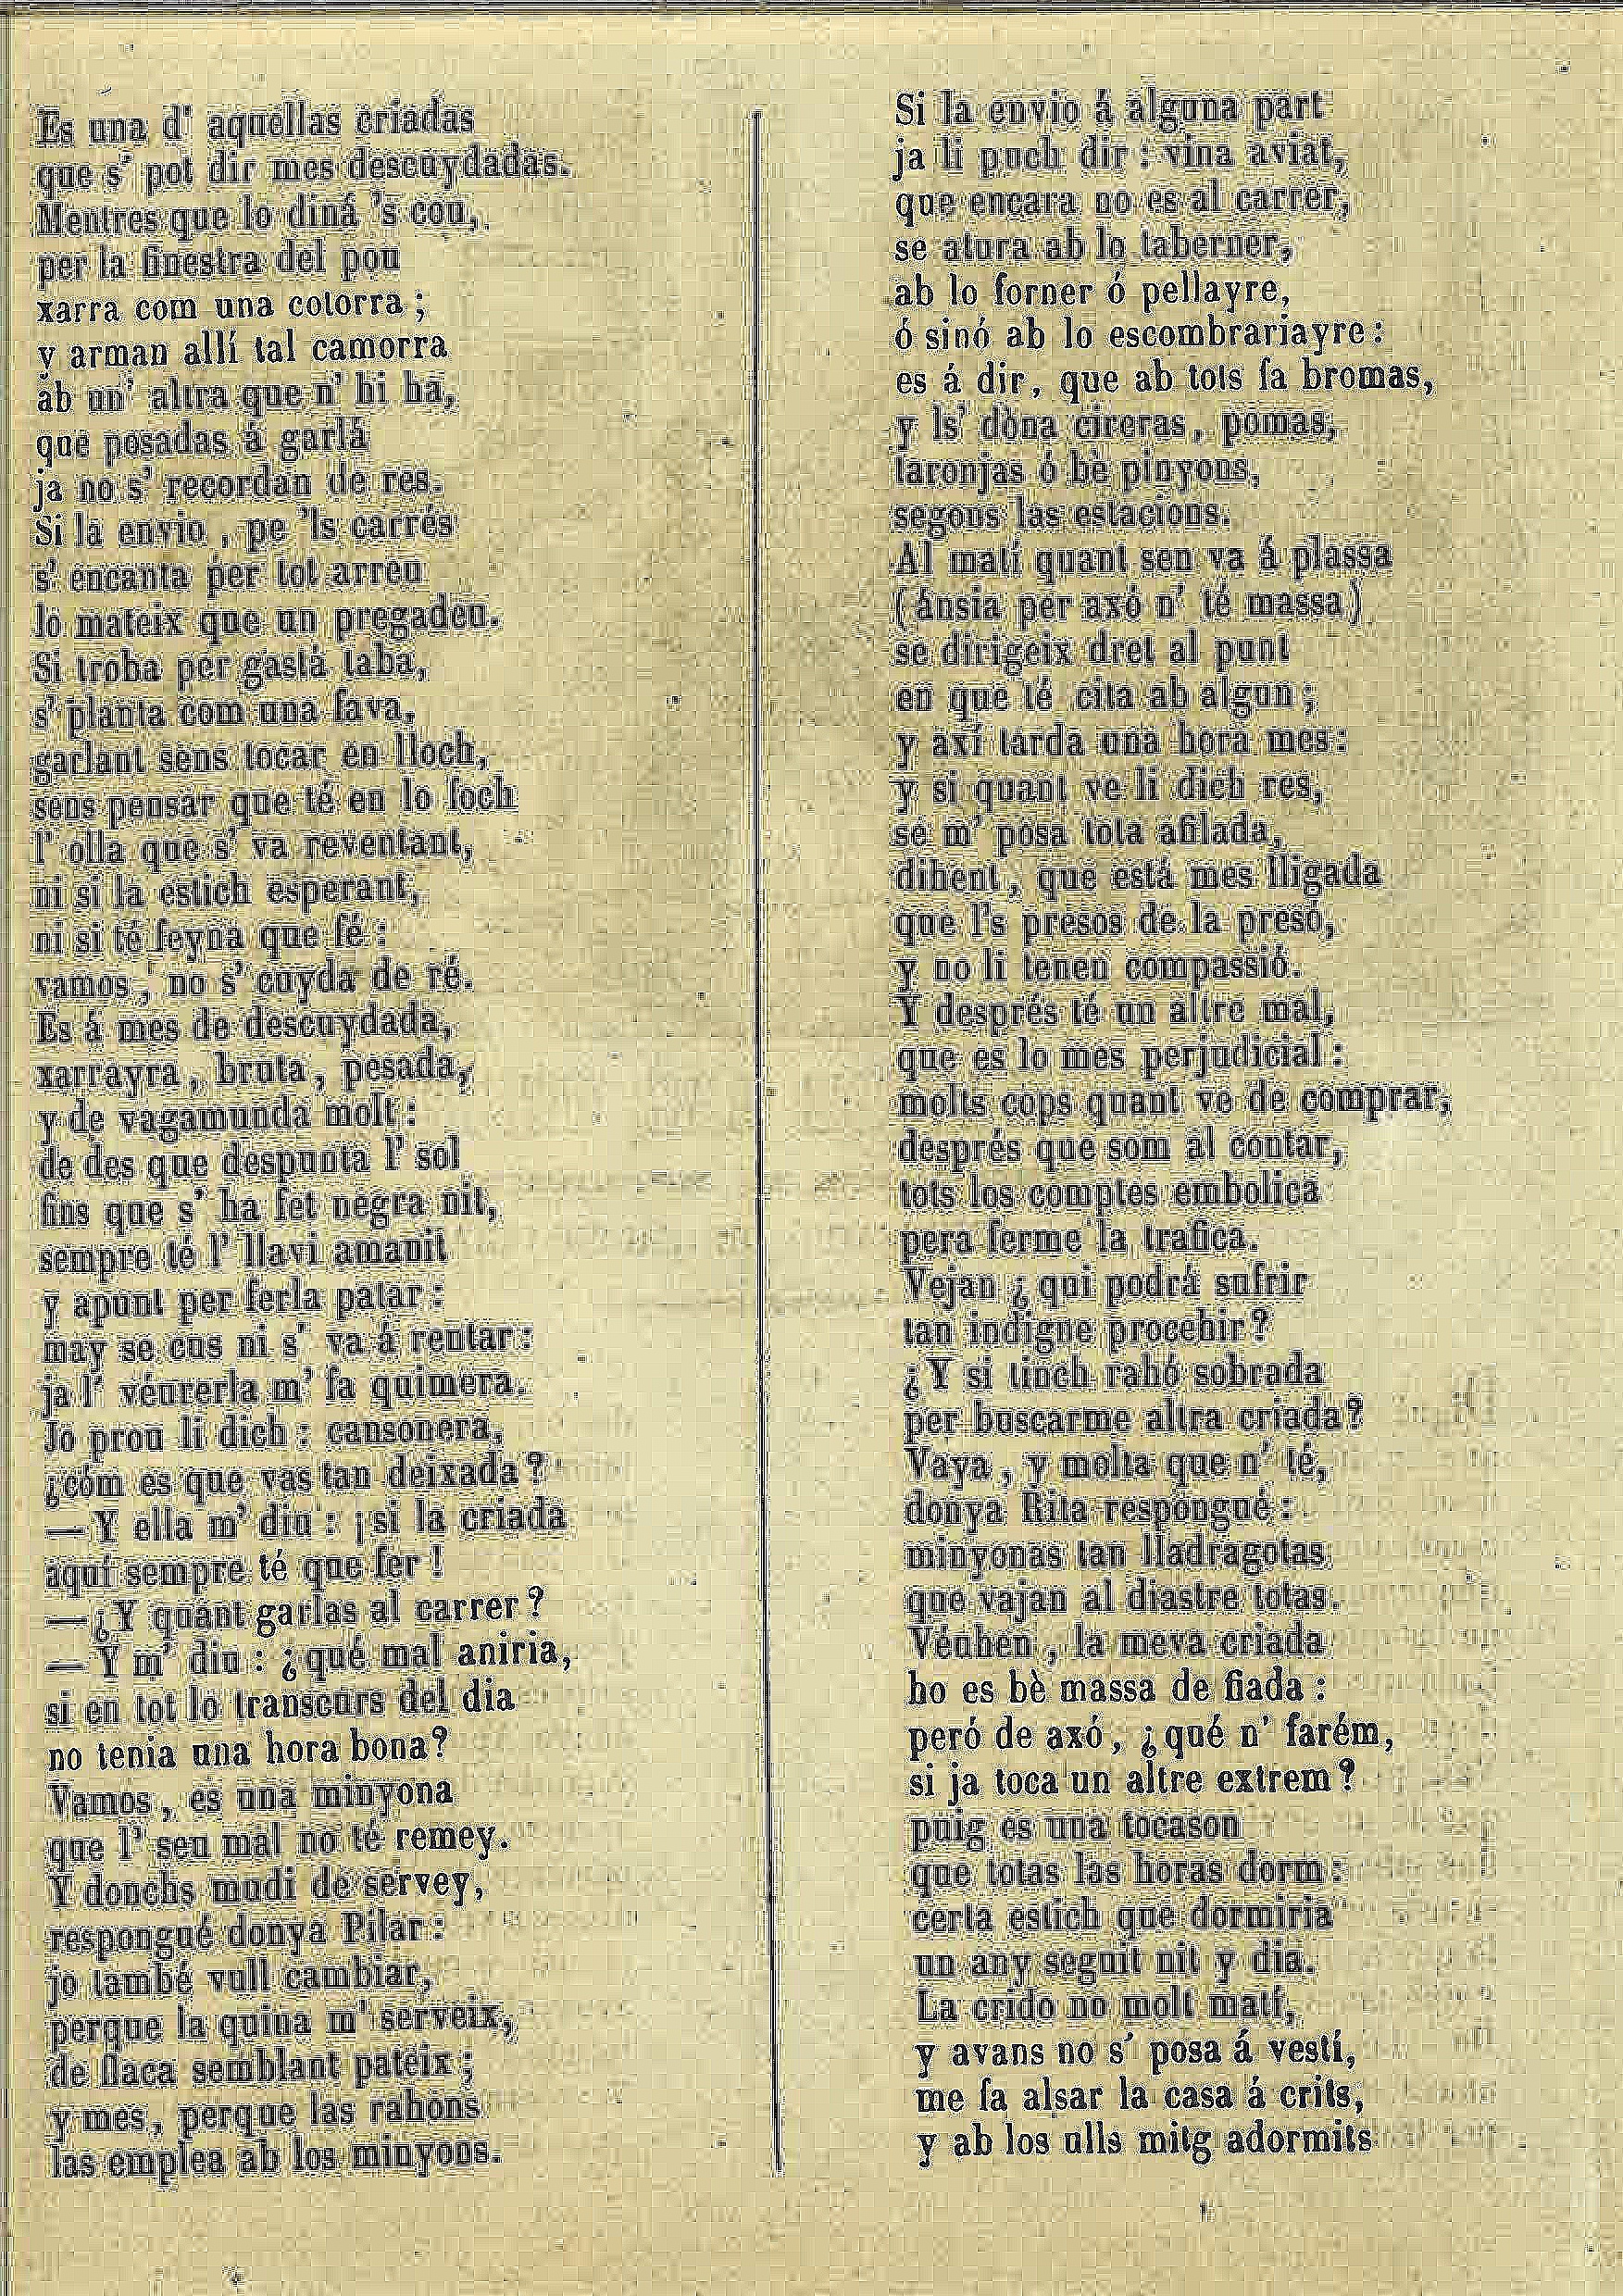 Es una d' aquellas criadas
que s' pot dir mes descuydadas.
Mentres que lo diná 's cou,
per la finestra del pou
xarra com una cotorra ;
y arman allí tal camorra
ab un' altra que n' hi há,
que posadas á garlá
ja no s' recordan de res.
Si la envio , pe 'ls carrés
s' encanta per tot arreu
lo mateix que un pregadeu.
Si troba per gastá taba,
s' planta com una fava,
garlant sens tocar en lloch,
sens pensar que té en lo foch
l' olla que s' va reventant,
ni si la estich esperant,
ni si té feyna que fé :
vamos , no s' cuyda de ré.
Es á mes de descuydada,
xarrayra , bruta , pesada,
y de vagamunda molt :
de des que despunta l' sol
fins que s' ha fet negra nit,
sempre té l' llavi amanit
y apunt per ferla patar :
may se cus ni s' va á rentar :
ja l' véurerla m' fa quimera.
Jo prou li dich : cansonera,
¿cóm es que vas tan deixada?
— Y ella m' diu : ¡si la criada
aquí sempre té que fer !
— ¿Y quant garlas al carrer ?
— Y m' diu : ¿qué mal aniria,
si en tot lo transcurs del dia
no tenia una hora bona?
Vamos , es una minyona
que l' seu mal no té remey.
Y donchs mudi de servey,
respongué donya Pilar :
jo també vull cambiar,
perque la quina m' serveix,
de flaca semblant pateix ;
y mes, perque las rahons
las emplea ab los minyons.
Si la envio á alguna part
ja li puch dir : vina aviat,
que encara no es al carrer,
se atura ab lo taberner,
ab lo forner ó pellayre,
ó sinó ab lo escombrariayre :
es á dir, que ab tots fa bromas,
y ls' dòna cireras, pomas,
taronjas ó bè pinyons,
segons las estacions.
Al matí quant sen va á plassa
(ánsia per axò n' té massa)
se dirigeix dret al punt
en que té cita ab algun ;
y axí tarda una hora mes :
y si quant ve li dich res,
se m' posa tota afilada,
dihent , que está mes lligada
que l's presos de la presó,
y no li tenen compassió.
Y després té un altre mal,
que es lo mes perjudicial :
molts cops quant ve de comprar,
després que som al contar,
tots los comptes embolica
pera ferme la trafica.
Vejan ¿ qui podrá sufrir
tan indigne procehir?
¿Y si tinch rahó sobrada
per buscarme altra criada?
Vaya , y molta que n' té,
donya Rita respongué :
minyonas tan lladragotas
que vajan al diastre totas.
Véuhen , la meva criada
ho es bè massa de fiada :
peró de axó, ¿qué n' farém,
si ja toca un altre extrem?
puig es una tocason
que totas las horas dorm :
certa estich que dormiria
un any seguit nit y dia.
La crido no molt matí,
y avans no s' posa á vestí,
me fa alsar la casa á crits,
y ab los ulls mitg adormits